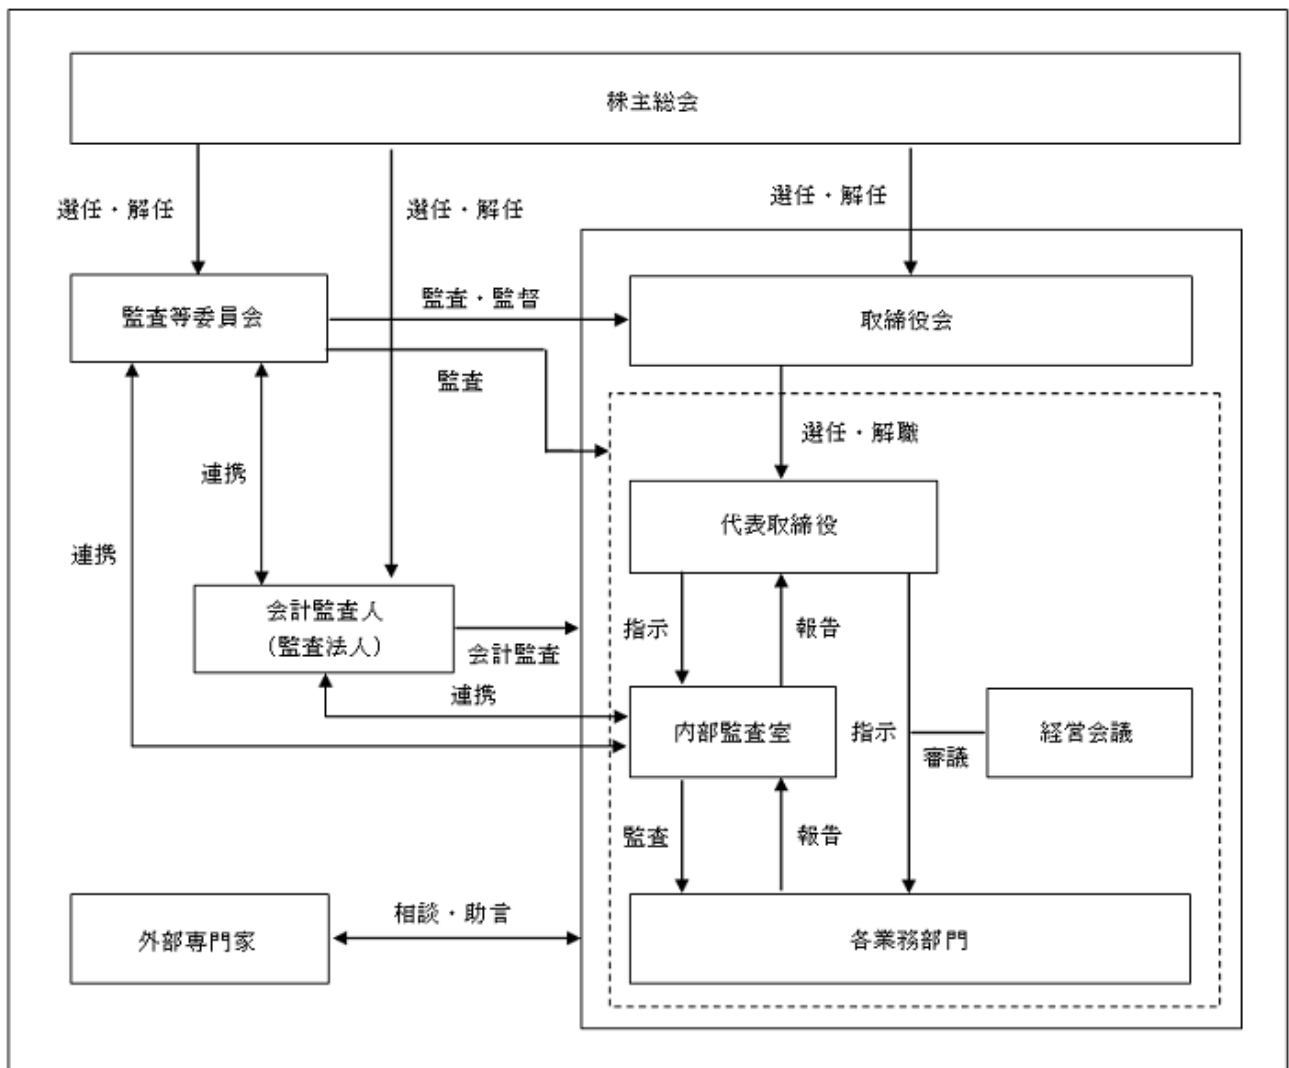 株主総会
選任・解任
選任・解任
選任・解任
監査等委員会
監査・監督
取締役会
監査
選任・解職
連携
代表取締役
連携
会計監査人
（監査法人）
会計監査
指示
報告
連携
内部監査室
指示
審議
経営会議
監査
報告
外部専門家
相談・助言
各業務部門